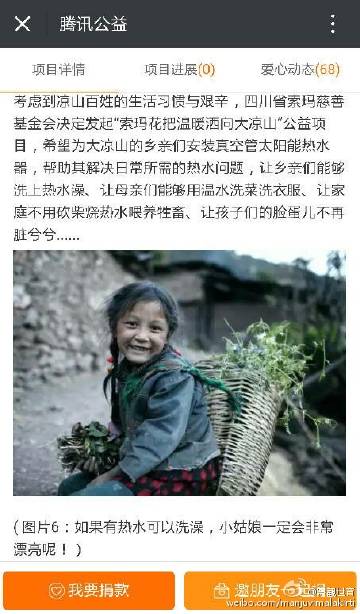 腾讯公益
项目详情 项目进展(0) 爱心动态(68)
考虑到凉山百姓的生活习惯与艰辛，四川省索玛慈善
基金会决定发起“索玛花把温暖洒向大凉山”公益项
目，希望为大凉山的乡亲们安装真空管太阳能热水
器，帮助其解决日常所需的热水问题，让乡亲们能够
洗上热水澡、让母亲们能够用温水洗菜洗衣服、让家
庭不用砍柴烧热水喂养牲畜、让孩子们的脸蛋儿不再
脏兮兮......
(图片6：如果有热水可以洗澡，小姑娘一定会非常
漂亮呢！)
我要捐款 邀朋友一起捐